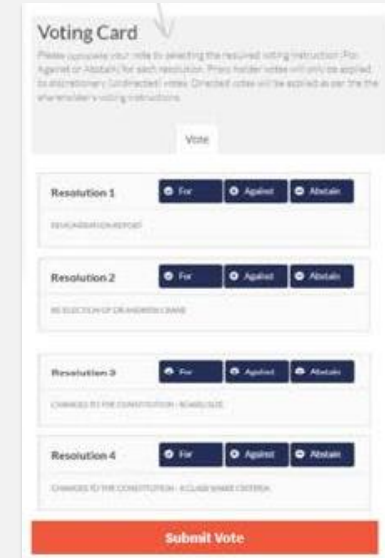 Voting Card
Please complete your vote by selecting the required voting instruction (For,
Against or Abstain) for each resolution. Proxy holder votes will only be applied
to discretionary (undirected) votes. Directed votes will be applied as per the the
shareholder's voting instructions.
Vote
Resolution 1 For Against Abstain
REMUNERATION REPORT
Resolution 2 For Against Abstain
RE-ELECTION OF DR ANDREW CRANE
Resolution 3 For Against Abstain
CHANGES TO THE CONSTITUTION - BOARD SIZE
Resolution 4 For Against Abstain
CHANGES TO THE CONSTITUTION - A CLASS SHARE CRITERIA
Submit Vote